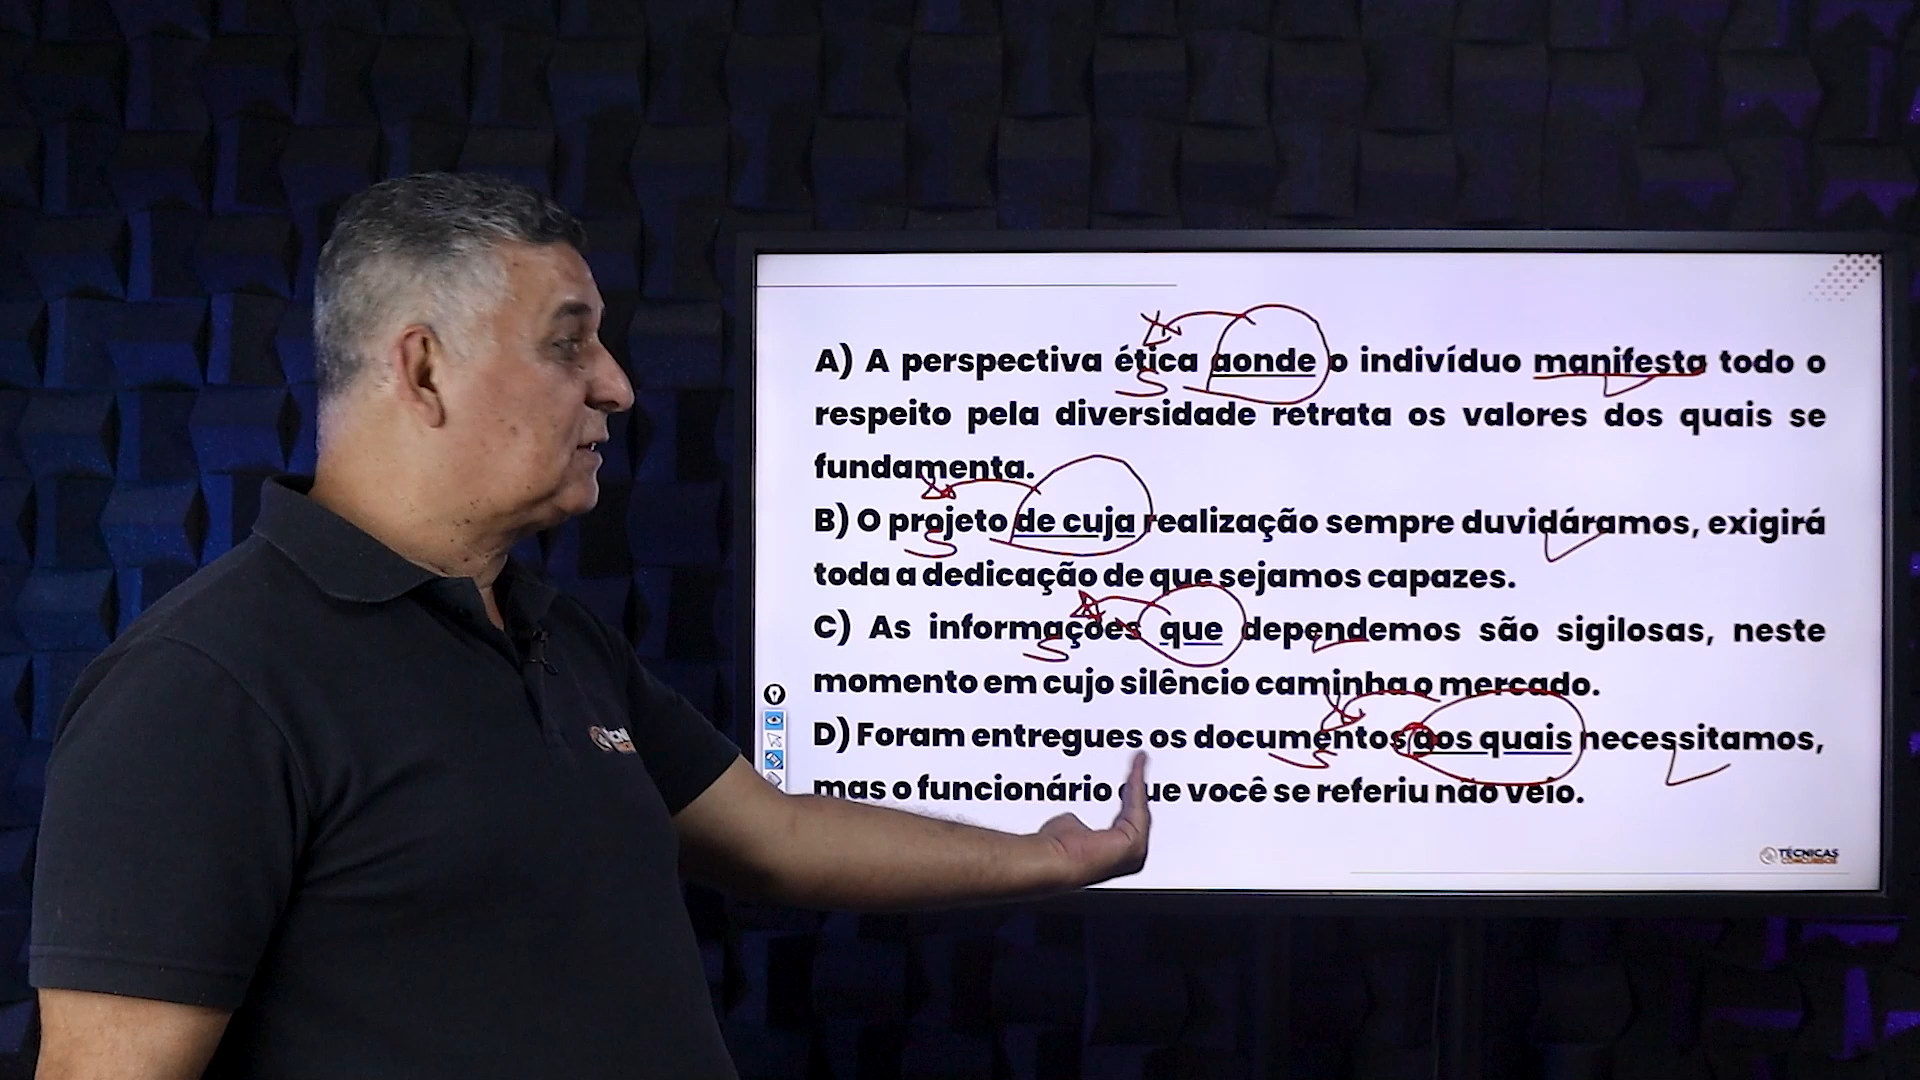 A) A perspectiva ética aonde o indivíduo manifesta todo o
respeito pela diversidade retrata os valores dos quais se
fundamenta.
B) O projeto de cuja realização sempre duvidáramos, exigirá
toda a dedicação de que sejamos capazes.
C) As informações que dependemos são sigilosas, neste
momento em cujo silêncio caminha o mercado.
D) Foram entregues os documentos aos quais necessitamos,
mas o funcionário que você se referiu não veio.
TÉCNICAS
CONCURSOS